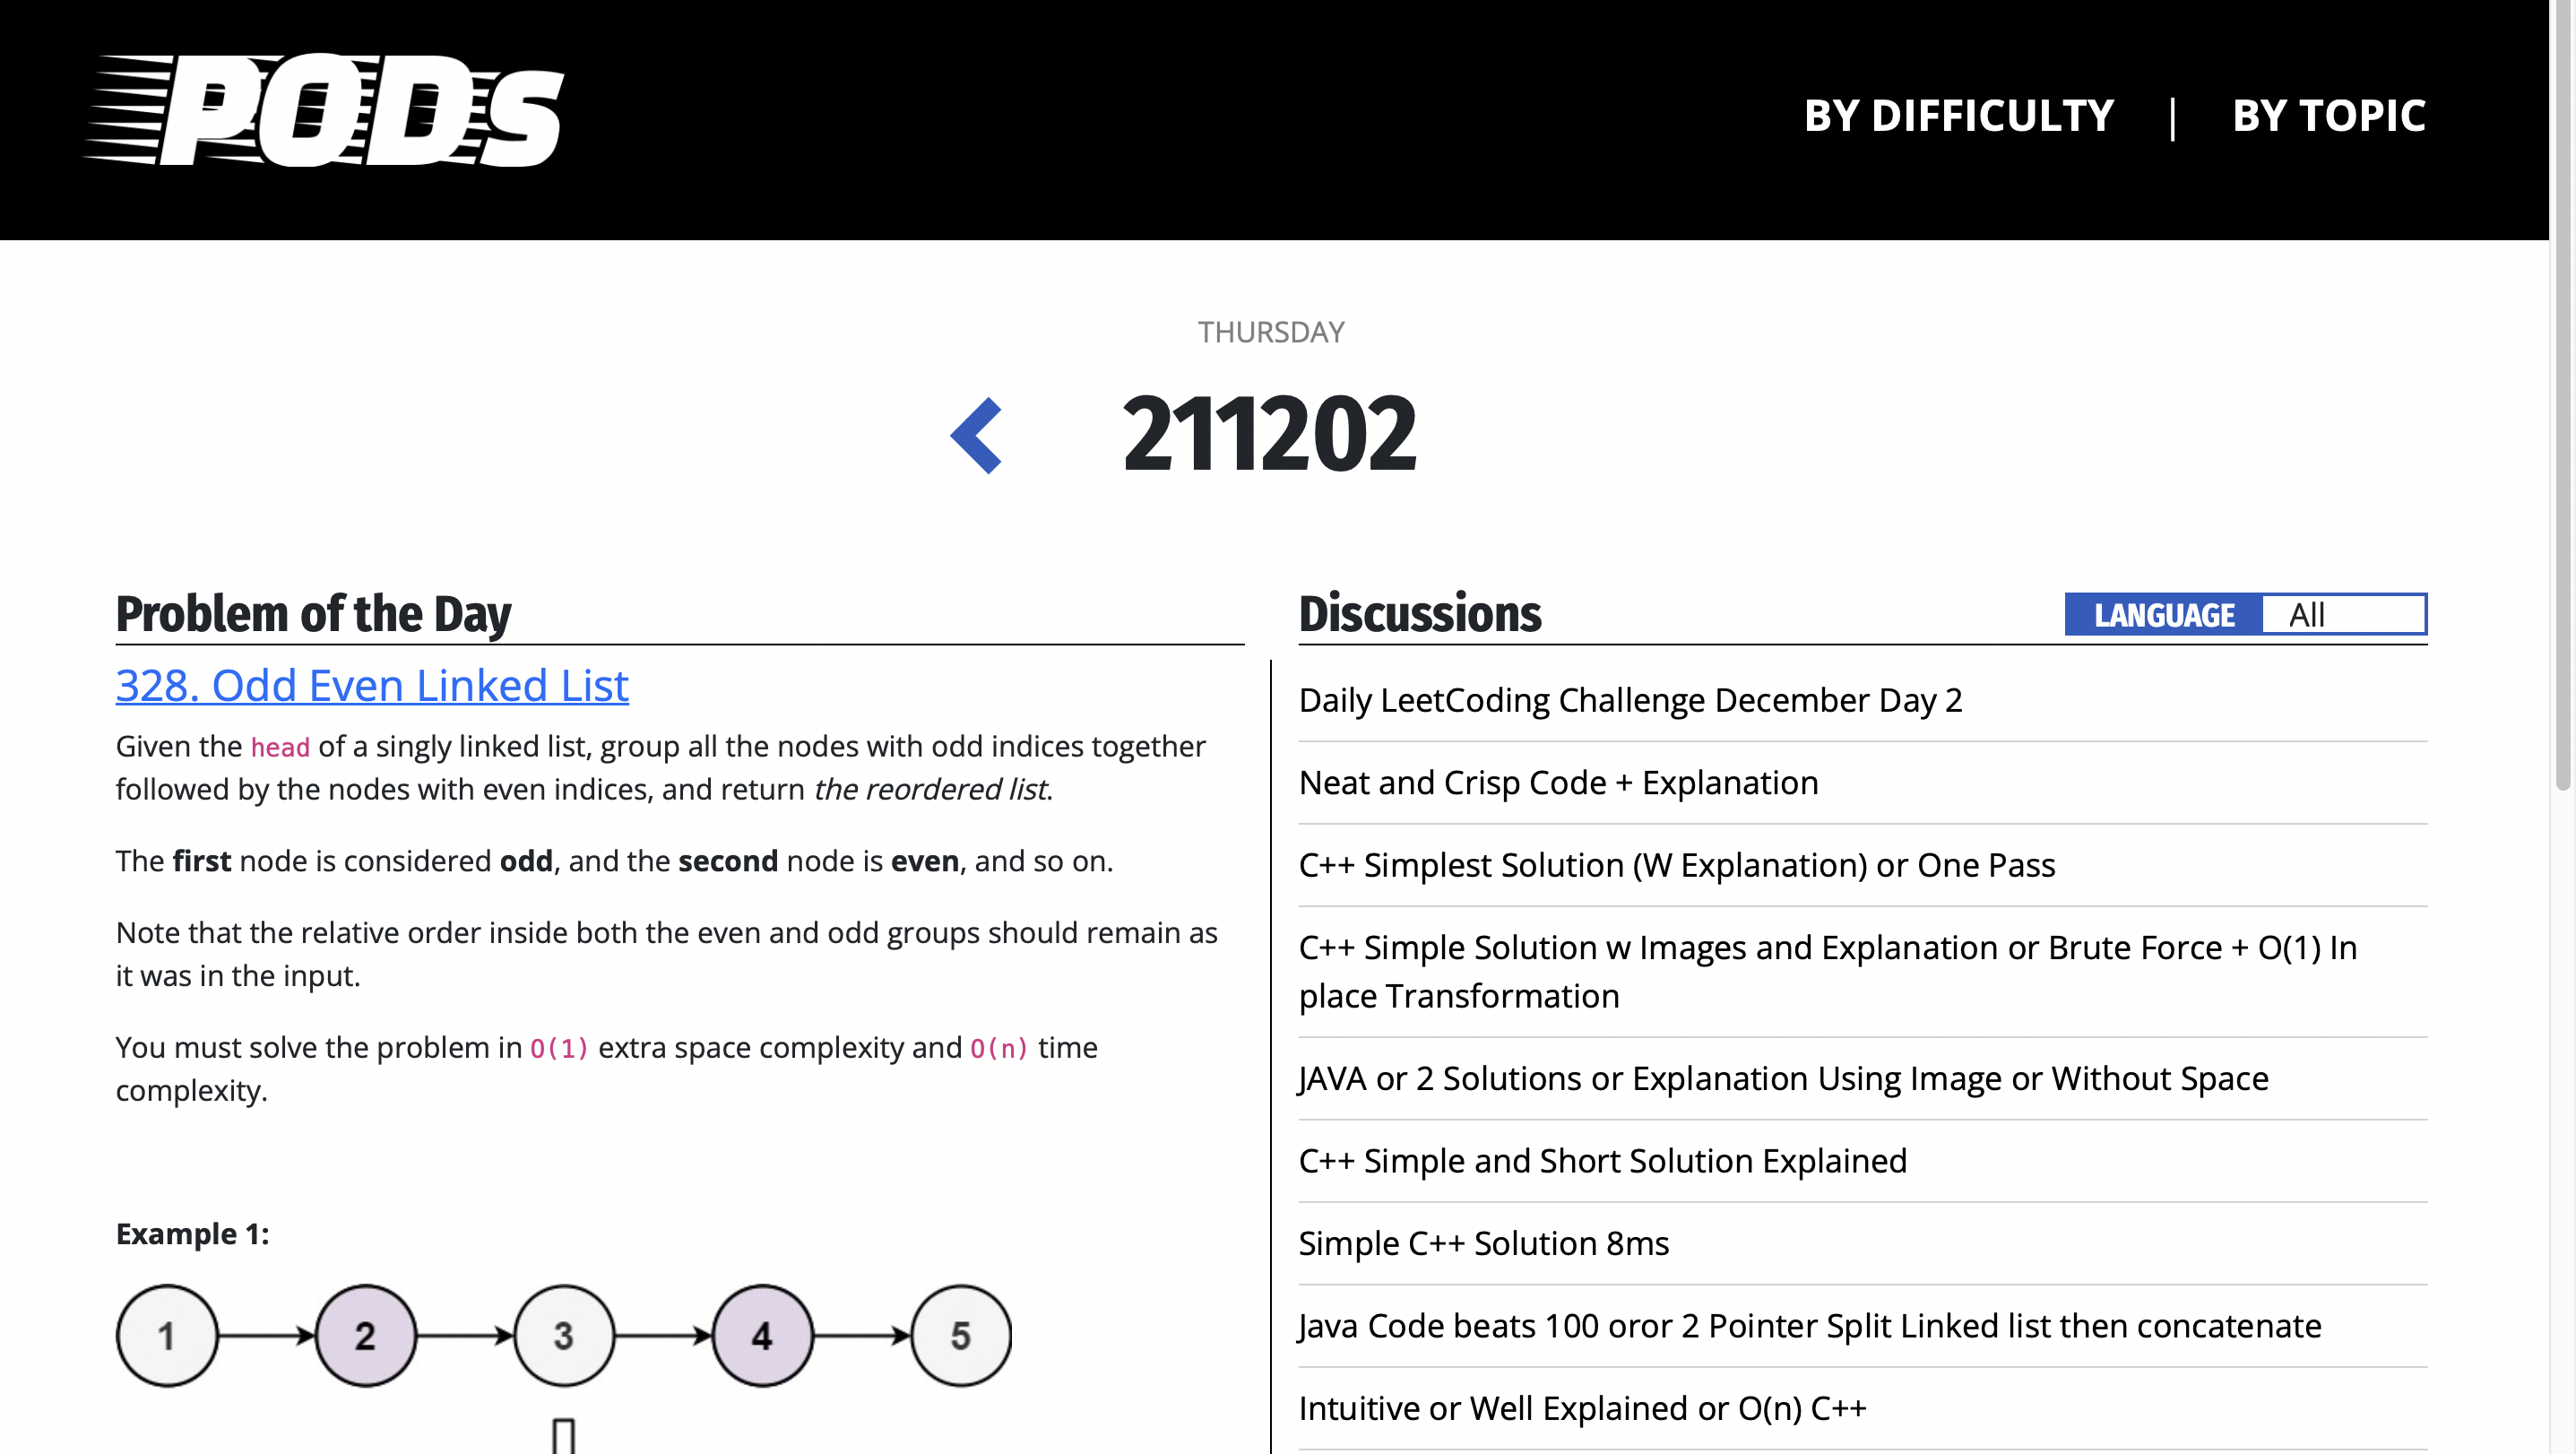 PODs
BY DIFFICULTY | BY TOPIC
THURSDAY
211202
Problem of the Day
328. Odd Even Linked List
Given the head of a singly linked list, group all the nodes with odd indices together
followed by the nodes with even indices, and return the reordered list.
The first node is considered odd, and the second node is even, and so on.
Note that the relative order inside both the even and odd groups should remain as
it was in the input.
You must solve the problem in O(1) extra space complexity and O(n) time
complexity.
Example 1:
1 2 3 4 5
Discussions
LANGUAGE All
Daily LeetCoding Challenge December Day 2
Neat and Crisp Code + Explanation
C++ Simplest Solution (W Explanation) or One Pass
C++ Simple Solution w Images and Explanation or Brute Force + O(1) In
place Transformation
JAVA or 2 Solutions or Explanation Using Image or Without Space
C++ Simple and Short Solution Explained
Simple C++ Solution 8ms
Java Code beats 100 oror 2 Pointer Split Linked list then concatenate
Intuitive or Well Explained or O(n) C++